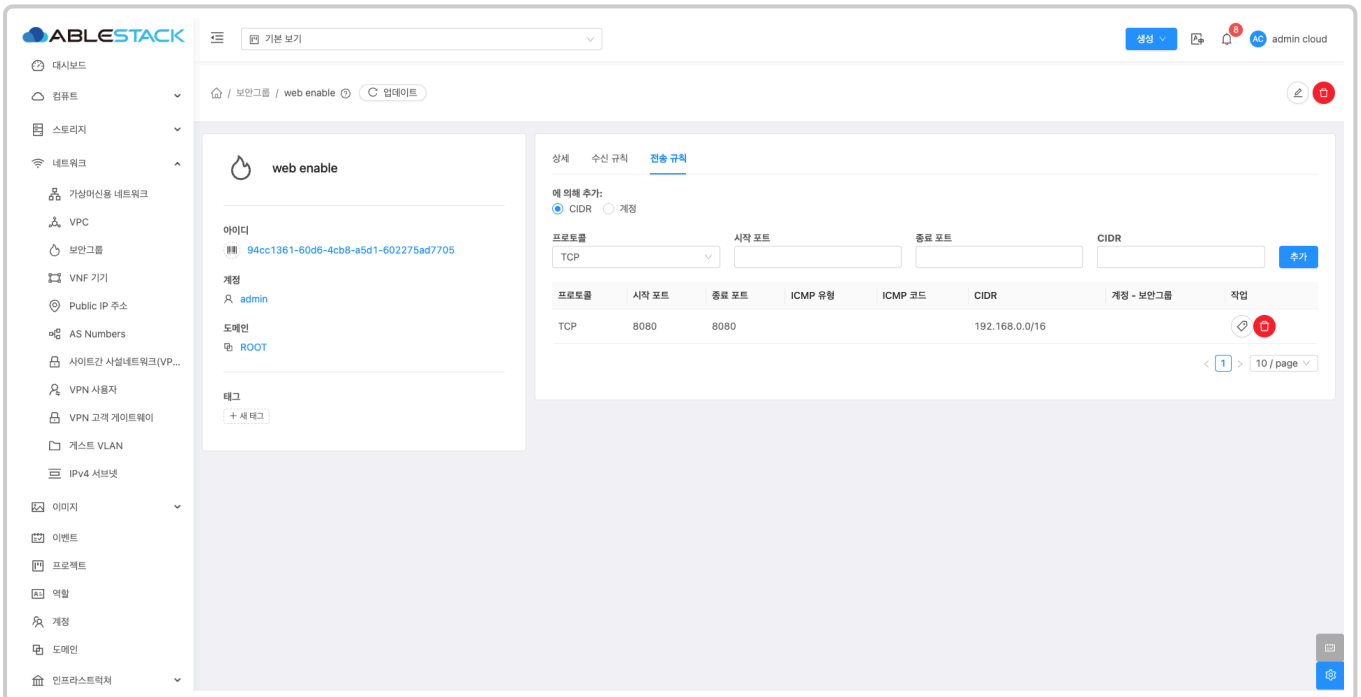 ABLESTACK
기본 보기
생성
8
AC admin cloud
대시보드
컴퓨트
스토리지
네트워크
가상머신용 네트워크
VPC
보안그룹
VNF 기기
Public IP 주소
AS Numbers
사이트간 사설네트워크(VP...
VPN 사용자
VPN 고객 게이트웨이
게스트 VLAN
IPv4 서브넷
이미지
이벤트
프로젝트
역할
계정
도메인
인프라스트럭쳐
/ 보안그룹 / web enable 업데이트
web enable
아이디
94cc1361-60d6-4cb8-a5d1-602275ad7705
계정
admin
도메인
ROOT
태그
+ 새 태그
상세 수신 규칙 전송 규칙
에 의해 추가:
CIDR 계정
프로토콜 시작 포트 종료 포트 CIDR
TCP 추가
프로토콜 시작 포트 종료 포트 ICMP 유형 ICMP 코드 CIDR 계정 - 보안그룹 작업
TCP 8080 8080 192.168.0.0/16
< 1 > 10 / page